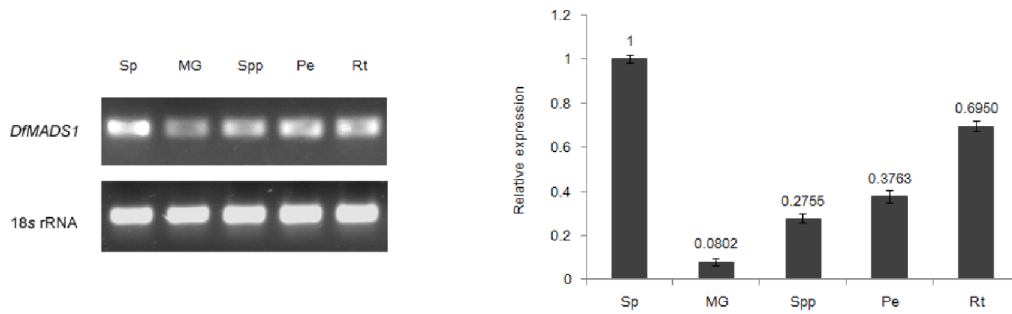 Sp MG Spp Pe Rt
DfMADS1
18s rRNA
Relative expression
1.2
1
0.8
0.6
0.4
0.2
0
1
0.0802
0.2755
0.3763
0.6950
Sp MG Spp Pe Rt